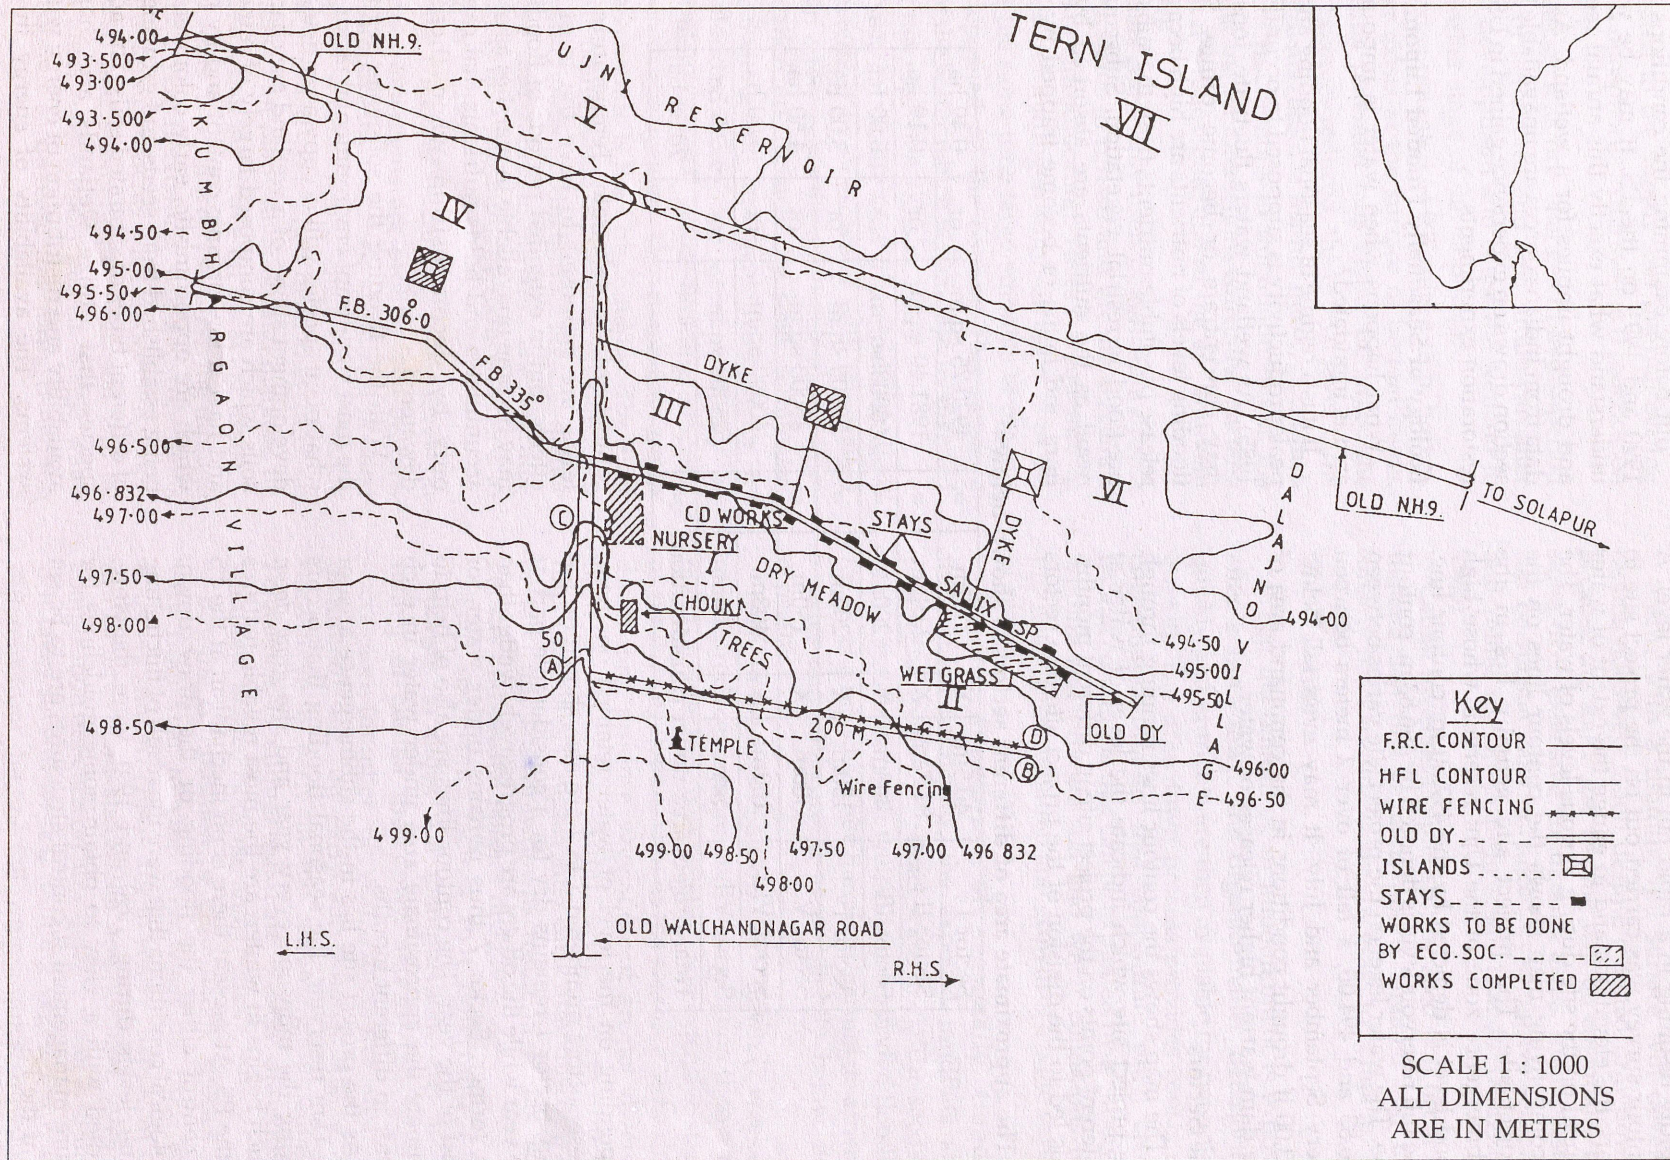 TERN ISLAND
VII
494·00
493·500
493·00
493·500
494·00
494·50
495·00
495·50
496·00
496·500
496·832
497·00
497·50
498·00
498·50
499·00
OLD NH.9.
UJNI RESERVOIR
V
IV
KUMBH
RGAON VILLAGE
F.B. 306·0°
F B 335°
DYKE
III
VI
DALAJNO
VILLAGE
OLD N.H.9.
TO SOLAPUR
C
C D WORKS
STAYS
NURSERY
DYKE
DRY MEADOW
SALIX SP
CHOUKI
TREES
50
A
WET GRASS
II
OLD DY
200 M
D
B
TEMPLE
Wire Fencing
494·00
494·50
495·00
495·50
496·00
496·50
499·00
498·50
497·50
497·00
496 832
498·00
OLD WALCHANDNAGAR ROAD
L.H.S.
R.H.S.
Key
F.R.C. CONTOUR
HFL CONTOUR
WIRE FENCING
OLD DY.
ISLANDS
STAYS
WORKS TO BE DONE
BY ECO.SOC.
WORKS COMPLETED
SCALE 1 : 1000
ALL DIMENSIONS
ARE IN METERS